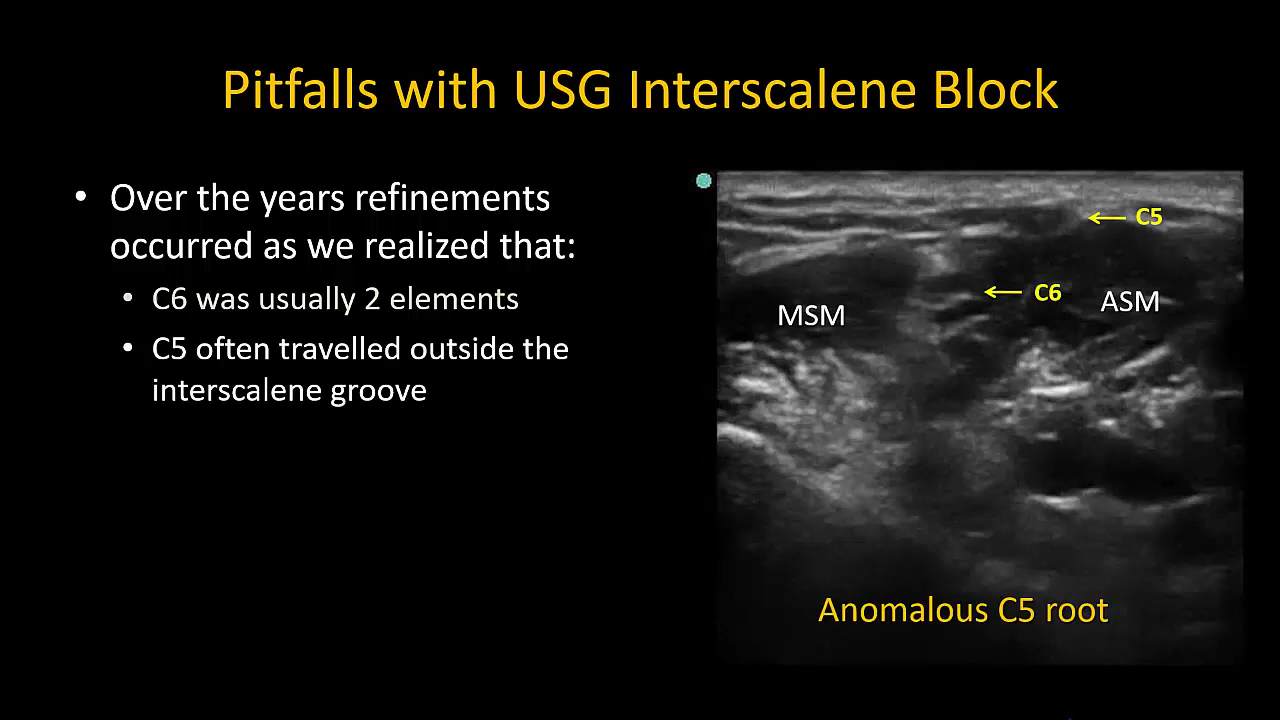 Pitfalls with USG Interscalene Block
• Over the years refinements
occurred as we realized that:
• C6 was usually 2 elements
• C5 often travelled outside the
interscalene groove
C5
C6
MSM
ASM
Anomalous C5 root